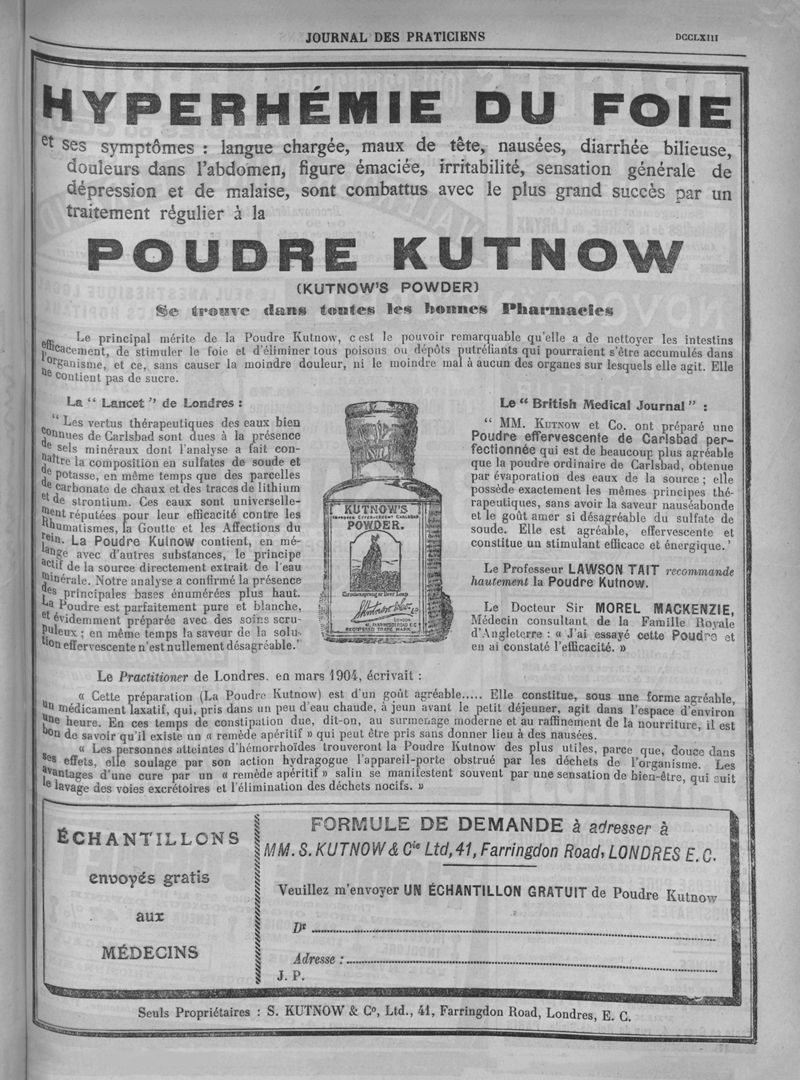 JOURNAL DES PRATICIENS
DCCLXIII
HYPERHÉMIE DU FOIE
et ses symptômes : langue chargée, maux de tête, nausées, diarrhée bilieuse,
douleurs dans l'abdomen, figure émaciée, irritabilité, sensation générale de
dépression et de malaise, sont combattus avec le plus grand succès par un
traitement régulier à la
POUDRE KUTNOW
(KUTNOW'S POWDER)
Se trouve dans toutes les bonnes Pharmacies
Le principal mérite de la Poudre Kutnow, c'est le pouvoir remarquable qu'elle a de nettoyer les intestins
efficacement, de stimuler le foie et d'éliminer tous poisons ou dépôts putréfiants qui pourraient s'être accumulés dans
l'organisme, et ce, sans causer la moindre douleur, ni le moindre mal à aucun des organes sur lesquels elle agit. Elle
ne contient pas de sucre.
La “ Lancet ” de Londres :
“ Les vertus thérapeutiques des eaux bien
connues de Carlsbad sont dues à la présence
de sels minéraux dont l'analyse a fait con-
naître la composition en sulfates de soude et
de potasse, en même temps que des parcelles
de carbonate de chaux et des traces de lithium
et de strontium. Ces eaux sont universelle-
ment réputées pour leur efficacité contre les
Rhumatismes, la Goutte et les Affections du
rein. La Poudre Kutnow contient, en mé-
lange avec d'autres substances, le principe
actif de la source directement extrait de l'eau
minérale. Notre analyse a confirmé la présence
des principales bases énumérées plus haut.
La Poudre est parfaitement pure et blanche,
et évidemment préparée avec des soins scru-
puleux ; en même temps la saveur de la solu-
tion effervescente n'est nullement désagréable.”
KUTNOW'S
IMPROVED EFFERVESCENT CARLSBAD
POWDER.
S. Kutnow & Co. Ld
LONDON
41, FARRINGDON ROAD E.C.
REGISTERED TRADE MARK
Le “ British Medical Journal ” :
“ MM. KUTNOW et Co. ont préparé une
Poudre effervescente de Carlsbad per-
fectionnée qui est de beaucoup plus agréable
que la poudre ordinaire de Carlsbad, obtenue
par évaporation des eaux de la source ; elle
possède exactement les mêmes principes thé-
rapeutiques, sans avoir la saveur nauséabonde
et le goût amer si désagréable du sulfate de
soude. Elle est agréable, effervescente et
constitue un stimulant efficace et énergique.’
Le Professeur LAWSON TAIT recommande
hautement la Poudre Kutnow.
Le Docteur Sir MOREL MACKENZIE,
Médecin consultant de la Famille Royale
d'Angleterre : « J'ai essayé cette Poudre et
en ai constaté l'efficacité. »
Le Practitioner de Londres. en mars 1904, écrivait :
« Cette préparation (La Poudre Kutnow) est d'un goût agréable..... Elle constitue, sous une forme agréable,
un médicament laxatif, qui, pris dans un peu d'eau chaude, à jeun avant le petit déjeuner, agit dans l'espace d'environ
une heure. En ces temps de constipation due, dit-on, au surmenage moderne et au raffinement de la nourriture, il est
bon de savoir qu'il existe un « remède apéritif » qui peut être pris sans donner lieu à des nausées.
« Les personnes atteintes d'hémorrhoïdes trouveront la Poudre Kutnow des plus utiles, parce que, douce dans
ses effets, elle soulage par son action hydragogue l'appareil-porte obstrué par les déchets de l'organisme. Les
avantages d'une cure par un « remède apéritif » salin se manifestent souvent par une sensation de bien-être, qui suit
le lavage des voies excrétoires et l'élimination des déchets nocifs. »
ÉCHANTILLONS
envoyés gratis
aux
MÉDECINS
FORMULE DE DEMANDE à adresser à
MM. S. KUTNOW & Cie Ltd, 41, Farringdon Road, LONDRES E. C.
Veuillez m'envoyer UN ÉCHANTILLON GRATUIT de Poudre Kutnow
Dr
Adresse :
J. P.
Seuls Propriétaires : S. KUTNOW & Co, Ltd., 41, Farringdon Road, Londres, E. C.